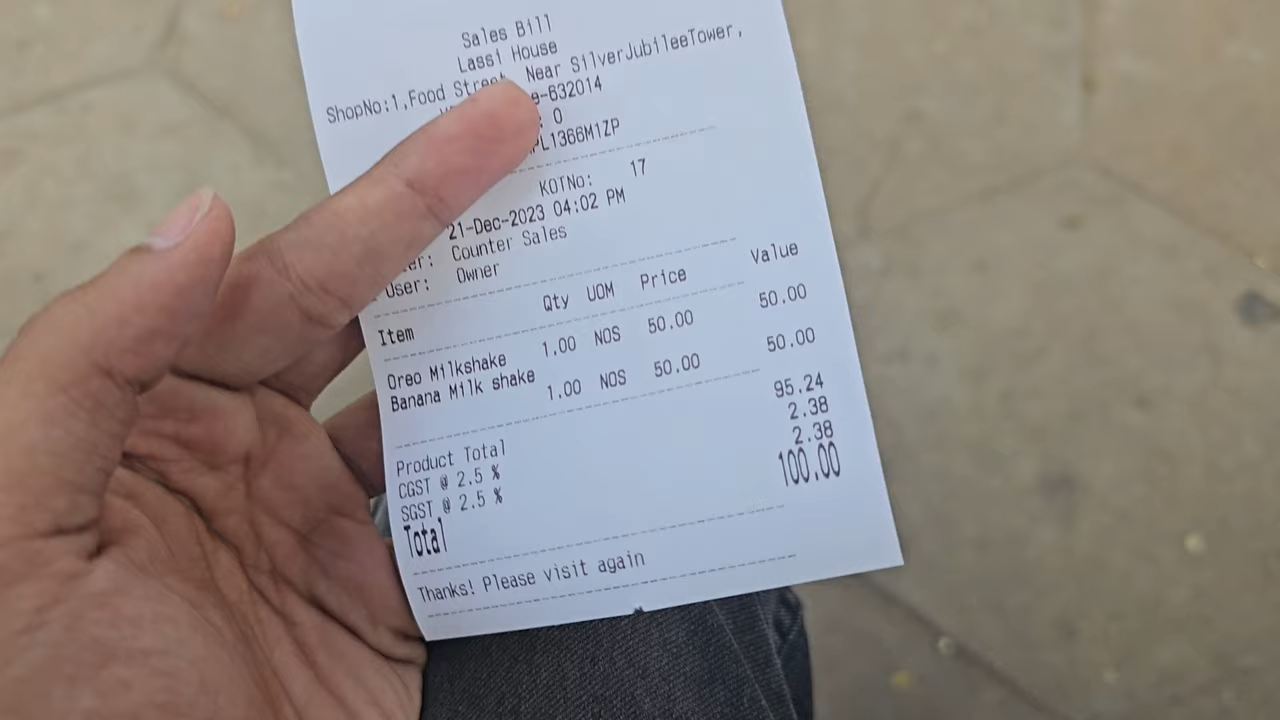 Sales Bill
Lassi House
ShopNo:1,Food Street, Near SilverJubileeTower,
-632014
: 0
PL1366M1ZP
KOTNo: 17
21-Dec-2023 04:02 PM
Counter Sales
User: Owner
Item Qty UOM Price Value
Oreo Milkshake 1.00 NOS 50.00 50.00
Banana Milk shake 1.00 NOS 50.00 50.00
Product Total 95.24
CGST @ 2.5 % 2.38
SGST @ 2.5 % 2.38
Total 100.00
Thanks! Please visit again